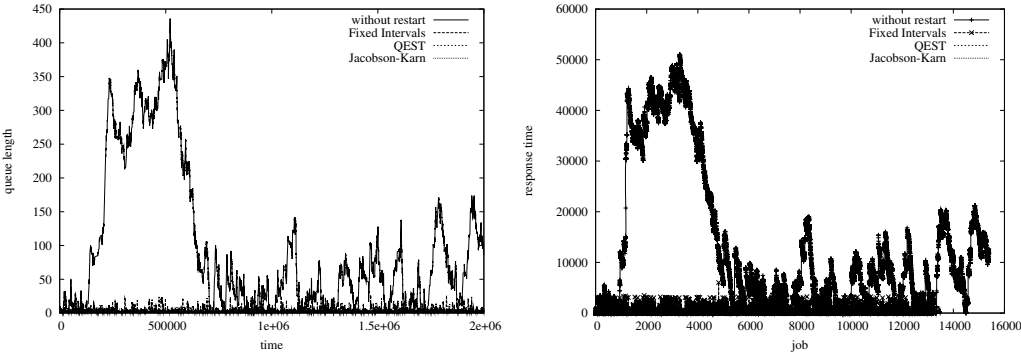 450
400
350
300
250
200
150
100
50
0
queue length
0
500000
1e+06
1.5e+06
2e+06
time
without restart
Fixed Intervals
QEST
Jacobson-Karn
60000
50000
40000
30000
20000
10000
0
response time
0
2000
4000
6000
8000
10000
12000
14000
16000
job
without restart
Fixed Intervals
QEST
Jacobson-Karn